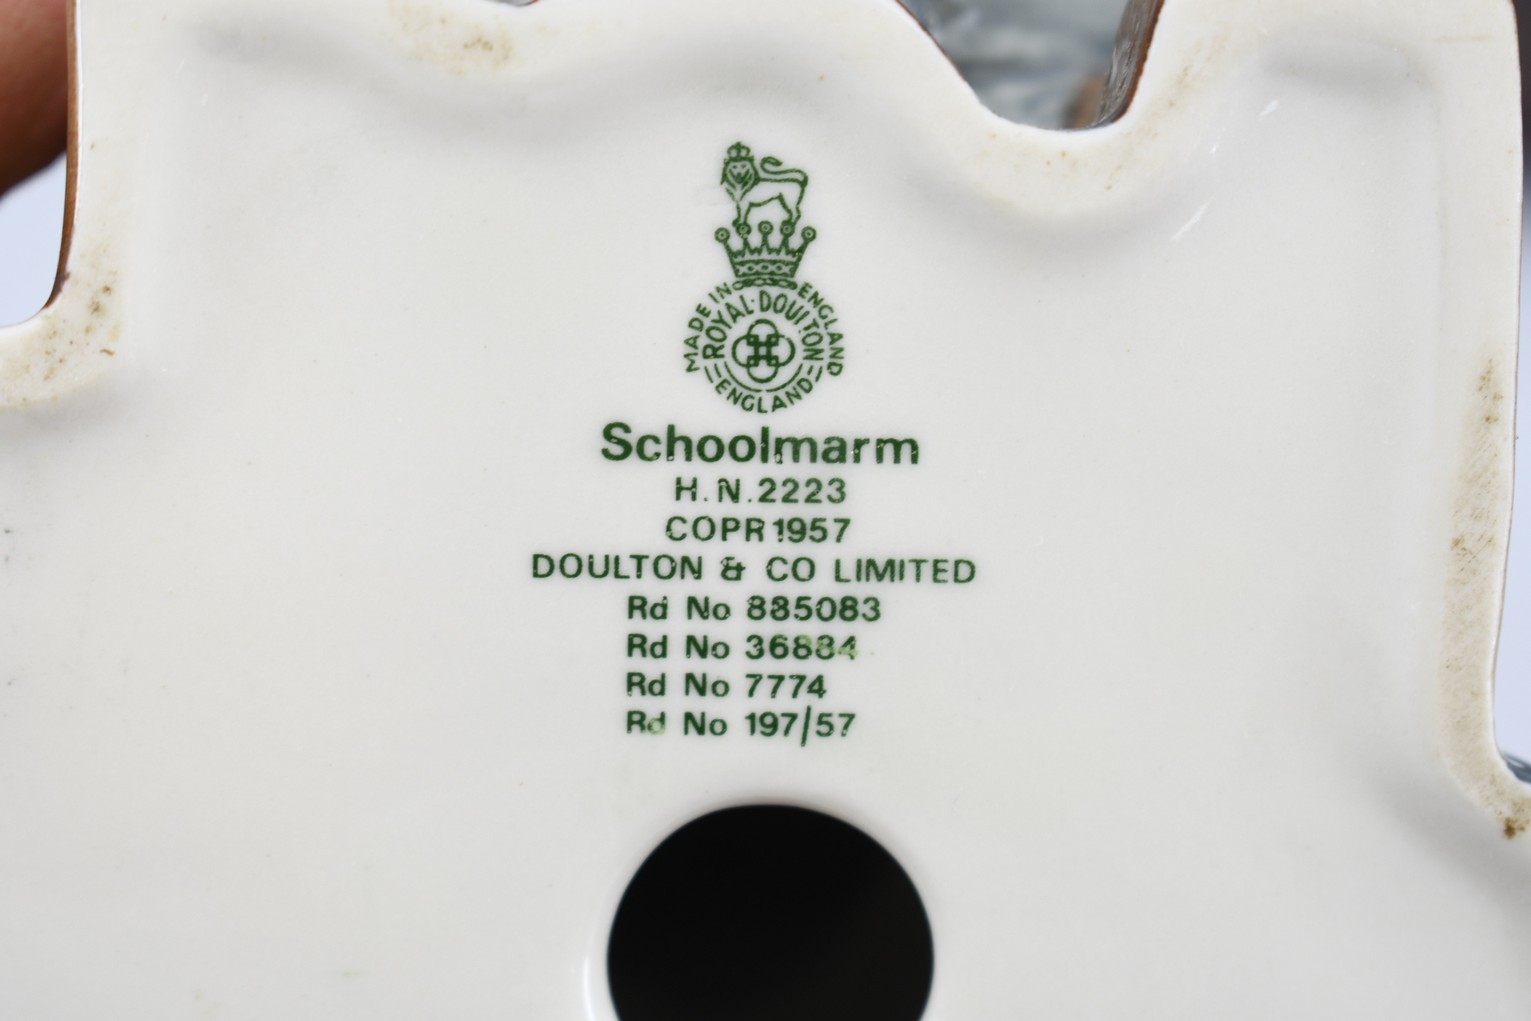 MADE IN ENGLAND
ROYAL·DOULTON
ENGLAND
Schoolmarm
H.N.2223
COPR 1957
DOULTON & CO LIMITED
Rd No 885083
Rd No 36884
Rd No 7774
Rd No 197/57